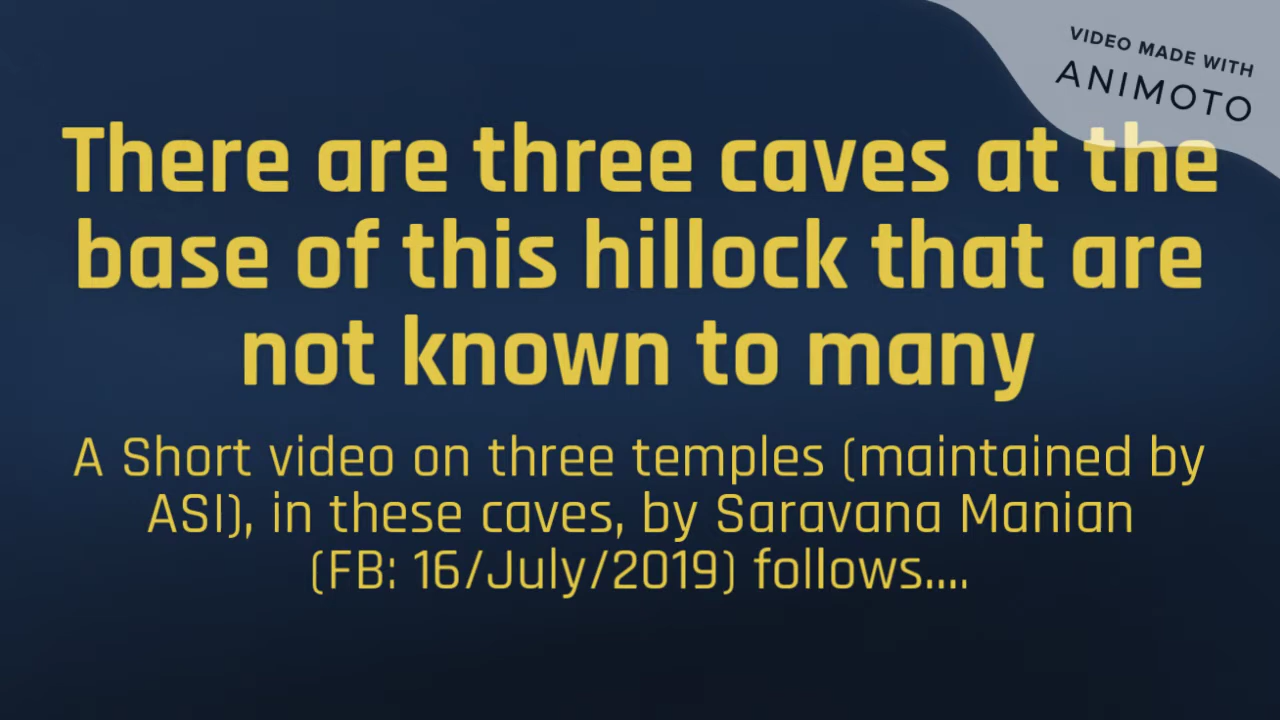 VIDEO MADE WITH
ANIMOTO
There are three caves at the
base of this hillock that are
not known to many
A Short video on three temples (maintained by
ASI), in these caves, by Saravana Manian
(FB: 16/July/2019) follows....